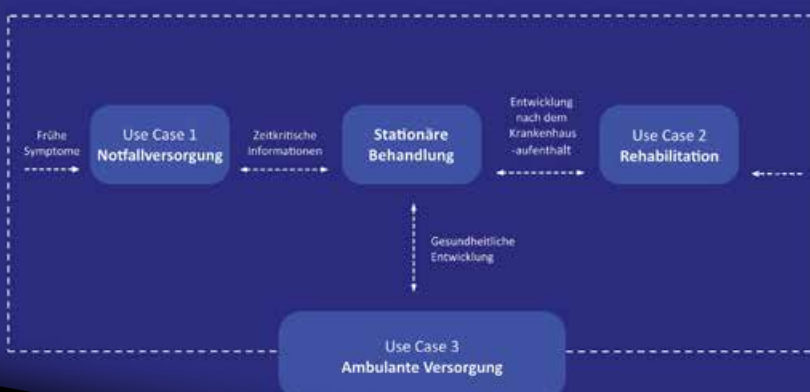 Frühe
Symptome
Use Case 1
Notfallversorgung
Zeitkritische
Informationen
Stationäre
Behandlung
Entwicklung
nach dem
Krankenhaus
-aufenthalt
Use Case 2
Rehabilitation
Gesundheitliche
Entwicklung
Use Case 3
Ambulante Versorgung